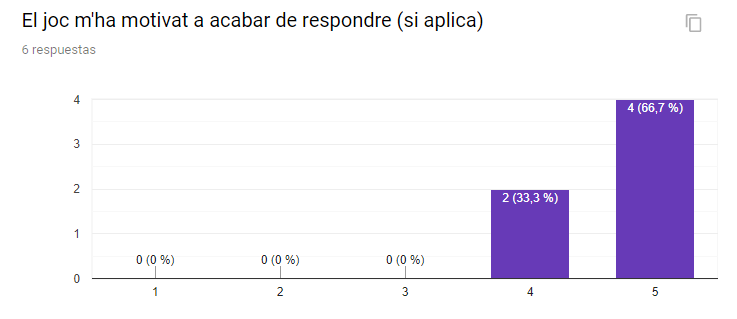 El joc m'ha motivat a acabar de respondre (si aplica)
6 respuestas
4
3
2
1
0
0 (0 %)
0 (0 %)
0 (0 %)
2 (33,3 %)
4 (66,7 %)
1
2
3
4
5